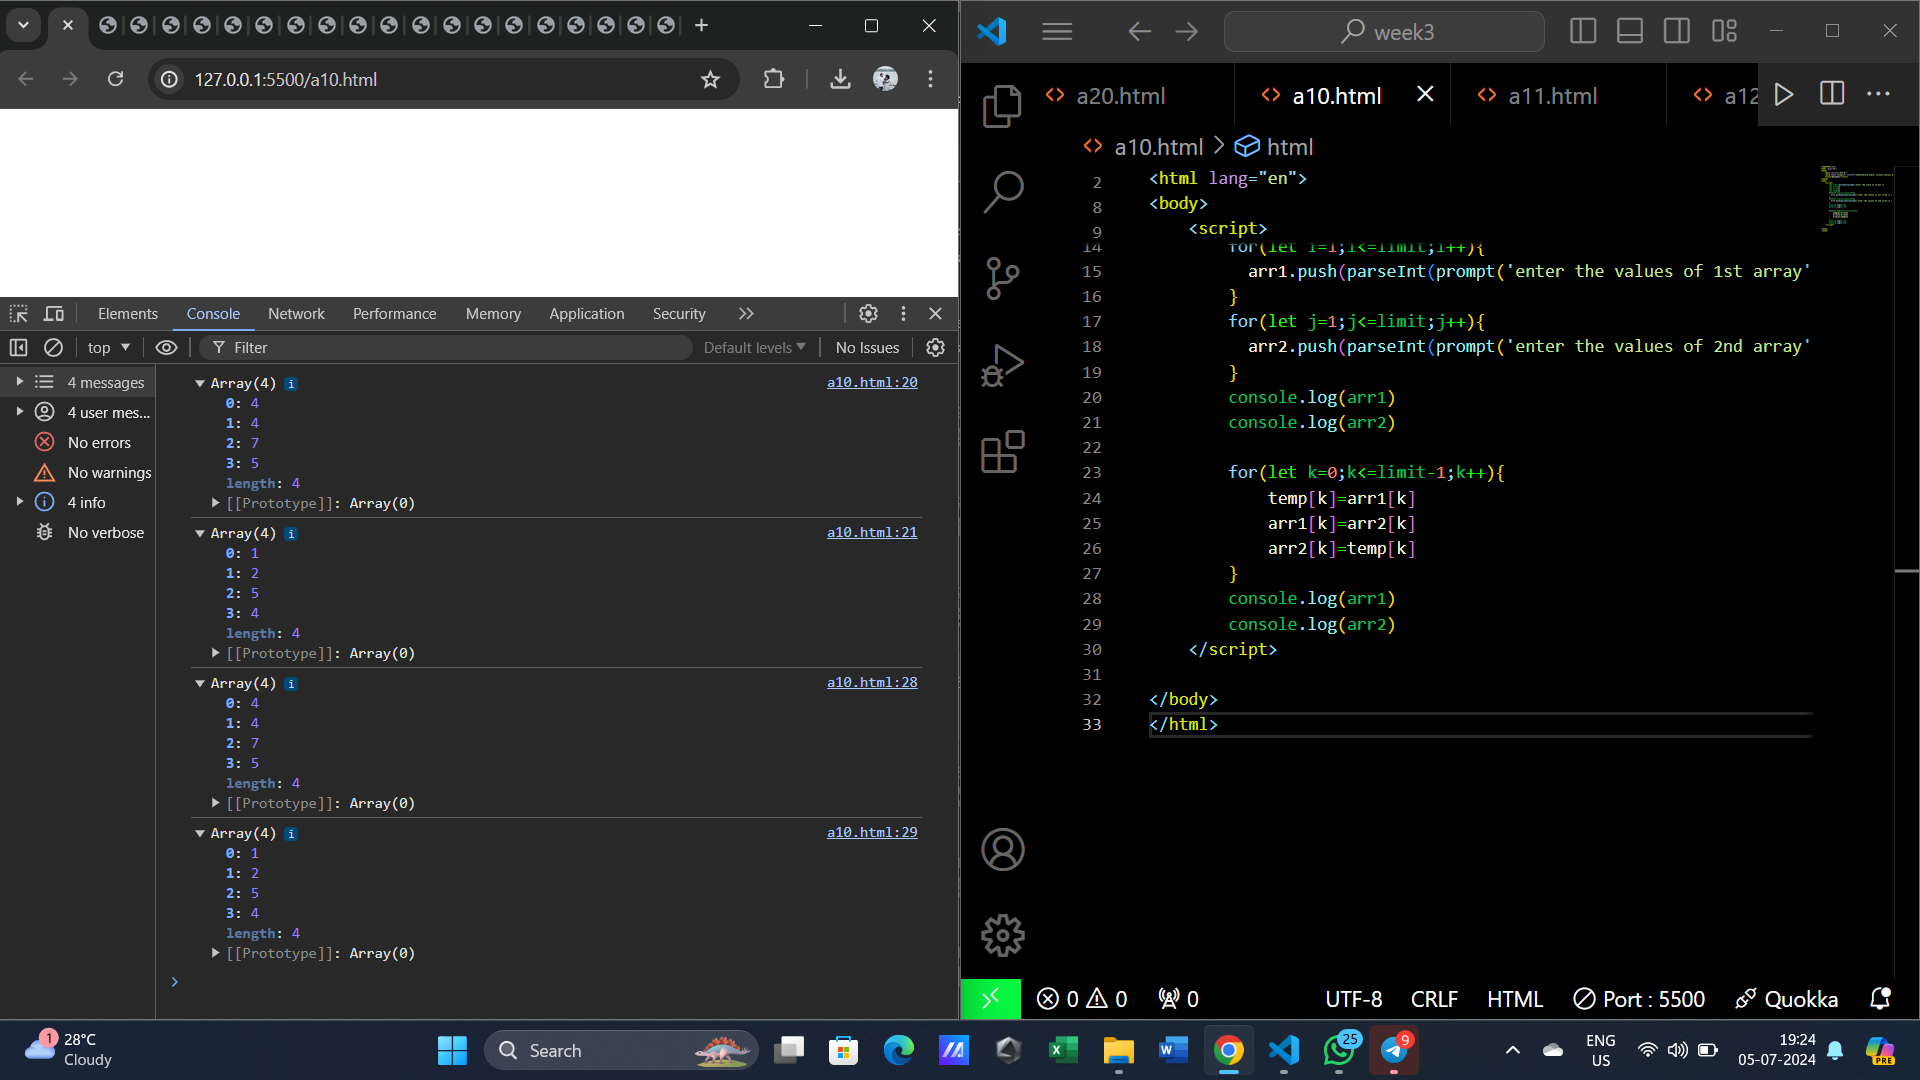 127.0.0.1:5500/a10.html
Elements Console Network Performance Memory Application Security
top Filter Default levels No Issues
4 messages
4 user mes...
No errors
No warnings
4 info
No verbose
Array(4) i a10.html:20
0: 4
1: 4
2: 7
3: 5
length: 4
[[Prototype]]: Array(0)
Array(4) i a10.html:21
0: 1
1: 2
2: 5
3: 4
length: 4
[[Prototype]]: Array(0)
Array(4) i a10.html:28
0: 4
1: 4
2: 7
3: 5
length: 4
[[Prototype]]: Array(0)
Array(4) i a10.html:29
0: 1
1: 2
2: 5
3: 4
length: 4
[[Prototype]]: Array(0)
week3
a20.html a10.html a11.html a12
a10.html > html
2 <html lang="en">
8 <body>
9 <script>
14 for(let i=1;i<=limit;i++){
15 arr1.push(parseInt(prompt('enter the values of 1st array'
16 }
17 for(let j=1;j<=limit;j++){
18 arr2.push(parseInt(prompt('enter the values of 2nd array'
19 }
20 console.log(arr1)
21 console.log(arr2)
22
23 for(let k=0;k<=limit-1;k++){
24 temp[k]=arr1[k]
25 arr1[k]=arr2[k]
26 arr2[k]=temp[k]
27 }
28 console.log(arr1)
29 console.log(arr2)
30 </script>
31
32 </body>
33 </html>
0 0 0 UTF-8 CRLF HTML Port : 5500 Quokka
1 28°C
Cloudy
Search
25
9
ENG
US
19:24
05-07-2024
PRE